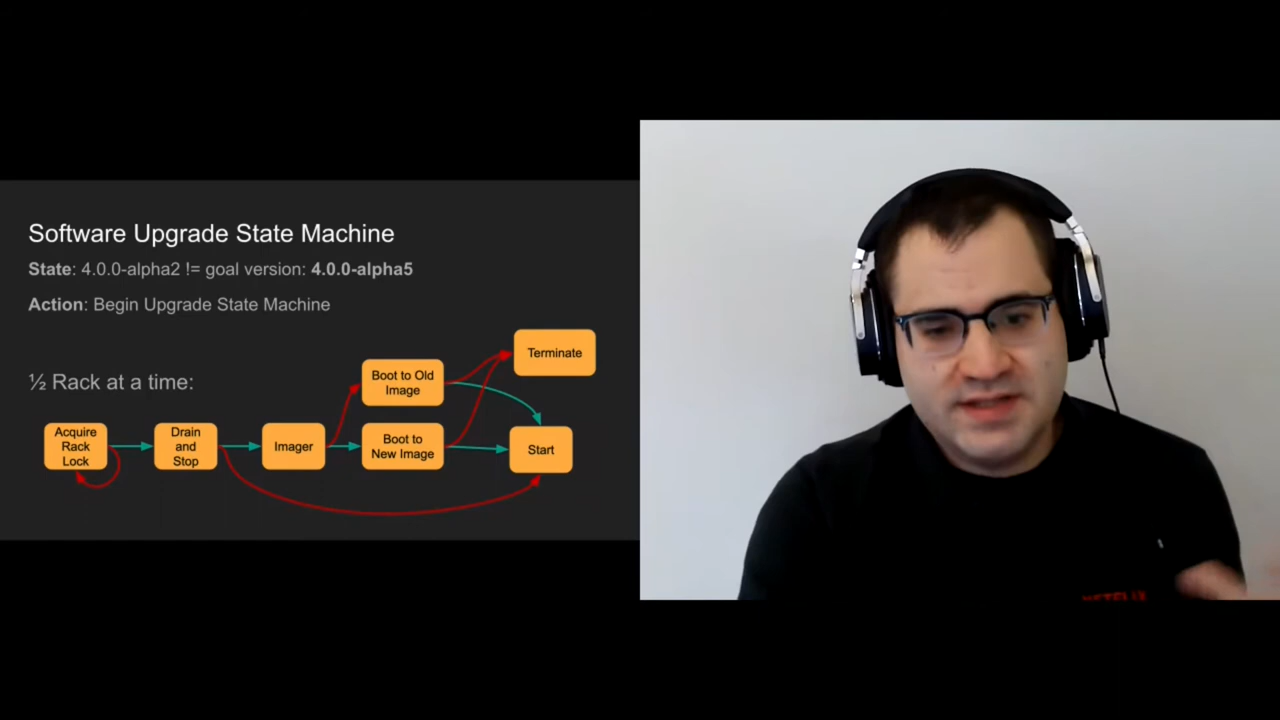 Software Upgrade State Machine
State: 4.0.0-alpha2 != goal version: 4.0.0-alpha5
Action: Begin Upgrade State Machine
½ Rack at a time:
Terminate
Boot to Old
Image
Acquire
Rack
Lock
Drain
and
Stop
Imager
Boot to
New Image
Start
NETFLIX